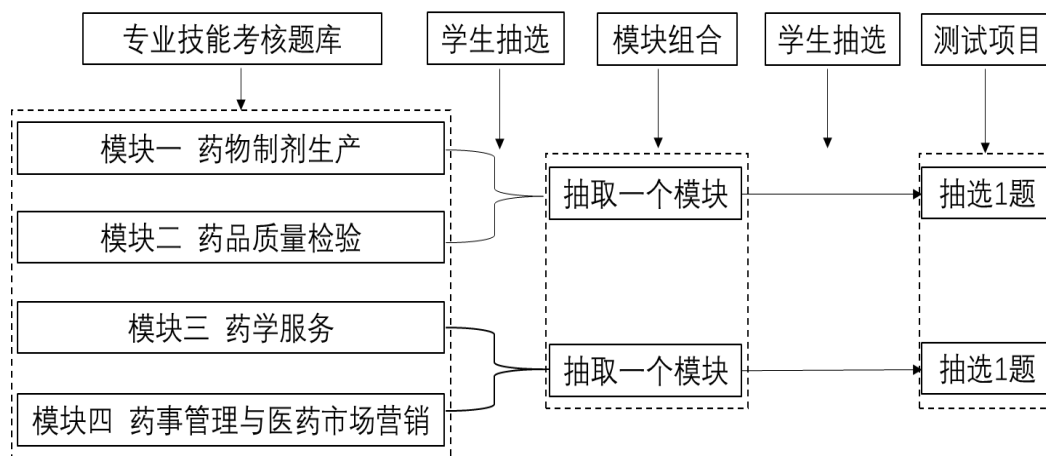 专业技能考核题库
学生抽选
模块组合
学生抽选
测试项目
模块一 药物制剂生产
模块二 药品质量检验
抽取一个模块
抽选1题
模块三 药学服务
模块四 药事管理与医药市场营销
抽取一个模块
抽选1题